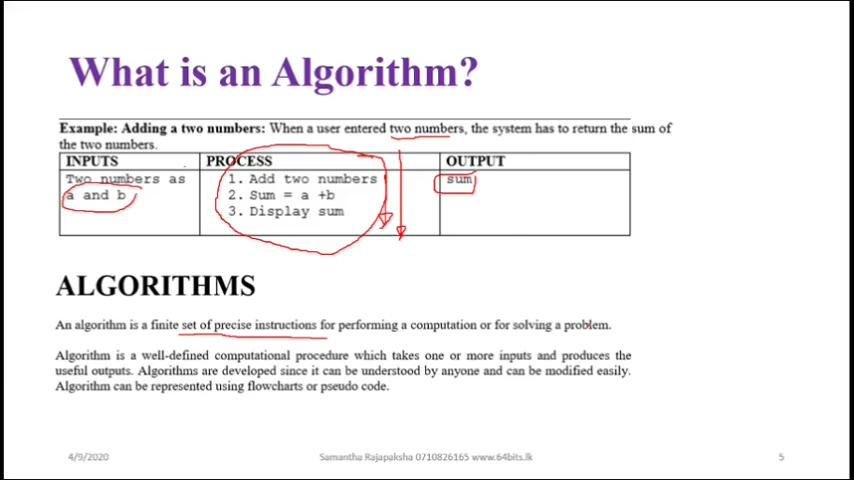 What is an Algorithm?
Example: Adding a two numbers: When a user entered two numbers, the system has to return the sum of
the two numbers.
INPUTS PROCESS OUTPUT
Two numbers as 1. Add two numbers sum
a and b 2. Sum = a +b
3. Display sum
ALGORITHMS
An algorithm is a finite set of precise instructions for performing a computation or for solving a problem.
Algorithm is a well-defined computational procedure which takes one or more inputs and produces the
useful outputs. Algorithms are developed since it can be understood by anyone and can be modified easily.
Algorithm can be represented using flowcharts or pseudo code.
4/9/2020 Samantha Rajapaksha 0710826165 www.64bits.lk 5